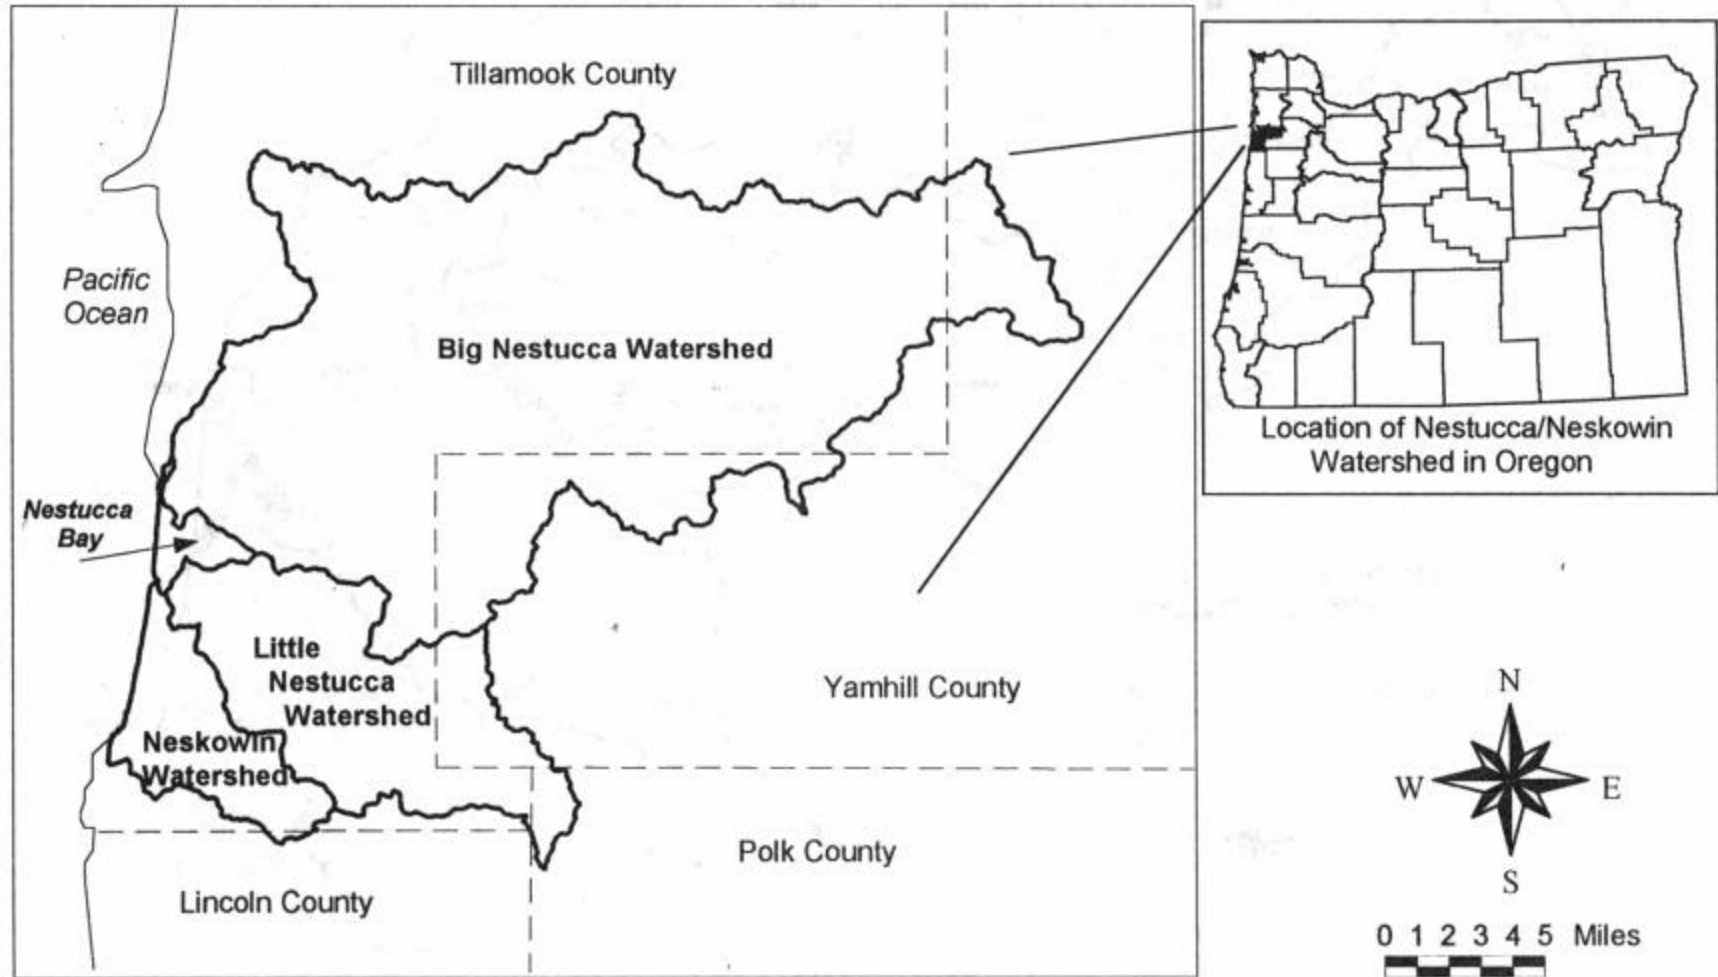 Tillamook County
Pacific
Ocean
Big Nestucca Watershed
Nestucca
Bay
Little
Nestucca
Watershed
Neskowin
Watershed
Yamhill County
Polk County
Lincoln County
Location of Nestucca/Neskowin
Watershed in Oregon
N
W E
S
0 1 2 3 4 5 Miles